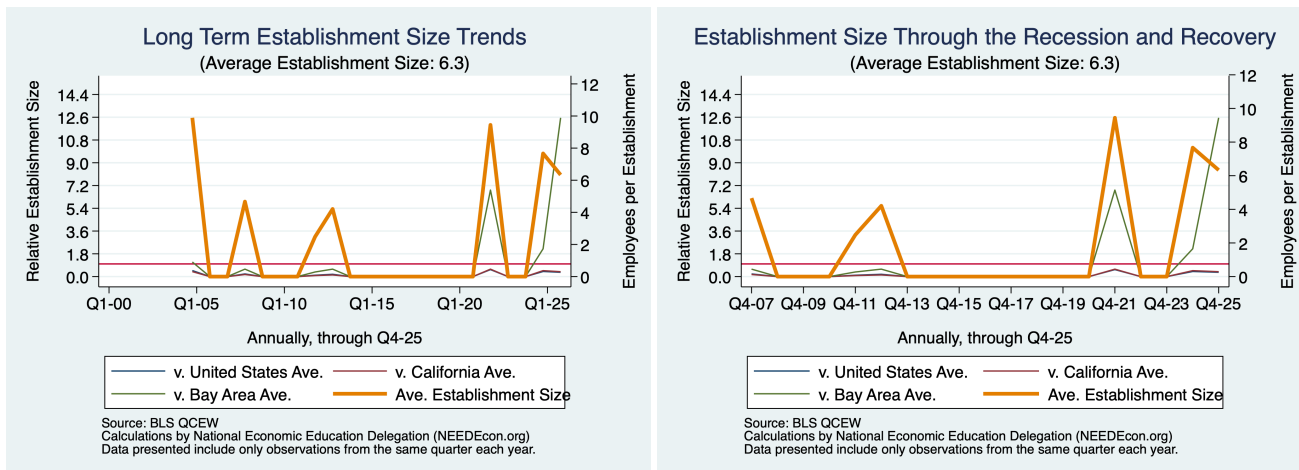 Long Term Establishment Size Trends
(Average Establishment Size: 6.3)
Relative Establishment Size
14.4
12.6
10.8
9.0
7.2
5.4
3.6
1.8
0.0
12
10
8
6
4
2
0
Employees per Establishment
Q1-00 Q1-05 Q1-10 Q1-15 Q1-20 Q1-25
Annually, through Q4-25
v. United States Ave. v. California Ave.
v. Bay Area Ave. Ave. Establishment Size
Source: BLS QCEW
Calculations by National Economic Education Delegation (NEEDEcon.org)
Data presented include only observations from the same quarter each year.
Establishment Size Through the Recession and Recovery
(Average Establishment Size: 6.3)
Relative Establishment Size
14.4
12.6
10.8
9.0
7.2
5.4
3.6
1.8
0.0
12
10
8
6
4
2
0
Employees per Establishment
Q4-07 Q4-09 Q4-11 Q4-13 Q4-15 Q4-17 Q4-19 Q4-21 Q4-23 Q4-25
Annually, through Q4-25
v. United States Ave. v. California Ave.
v. Bay Area Ave. Ave. Establishment Size
Source: BLS QCEW
Calculations by National Economic Education Delegation (NEEDEcon.org)
Data presented include only observations from the same quarter each year.